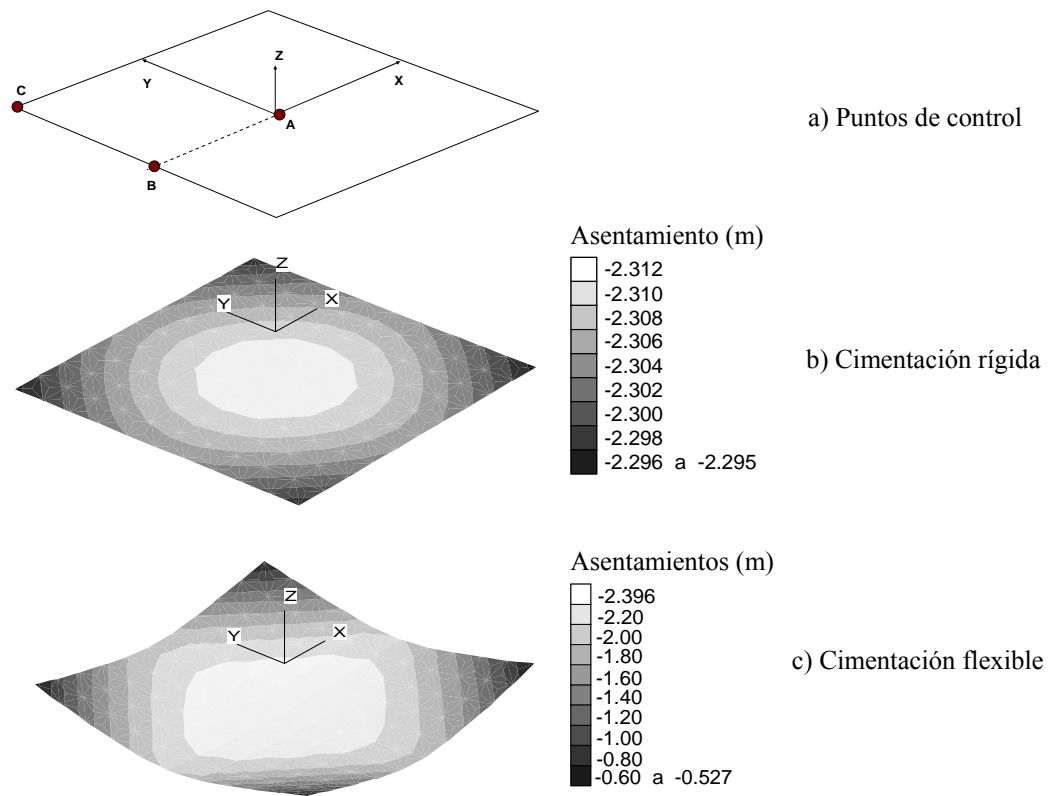 Z
C
Y
X
A
B
a) Puntos de control
Asentamiento (m)
Z
Y
X
-2.312
-2.310
-2.308
-2.306
-2.304
-2.302
-2.300
-2.298
-2.296 a -2.295
b) Cimentación rígida
Asentamientos (m)
Z
Y
X
-2.396
-2.20
-2.00
-1.80
-1.60
-1.40
-1.20
-1.00
-0.80
-0.60 a -0.527
c) Cimentación flexible